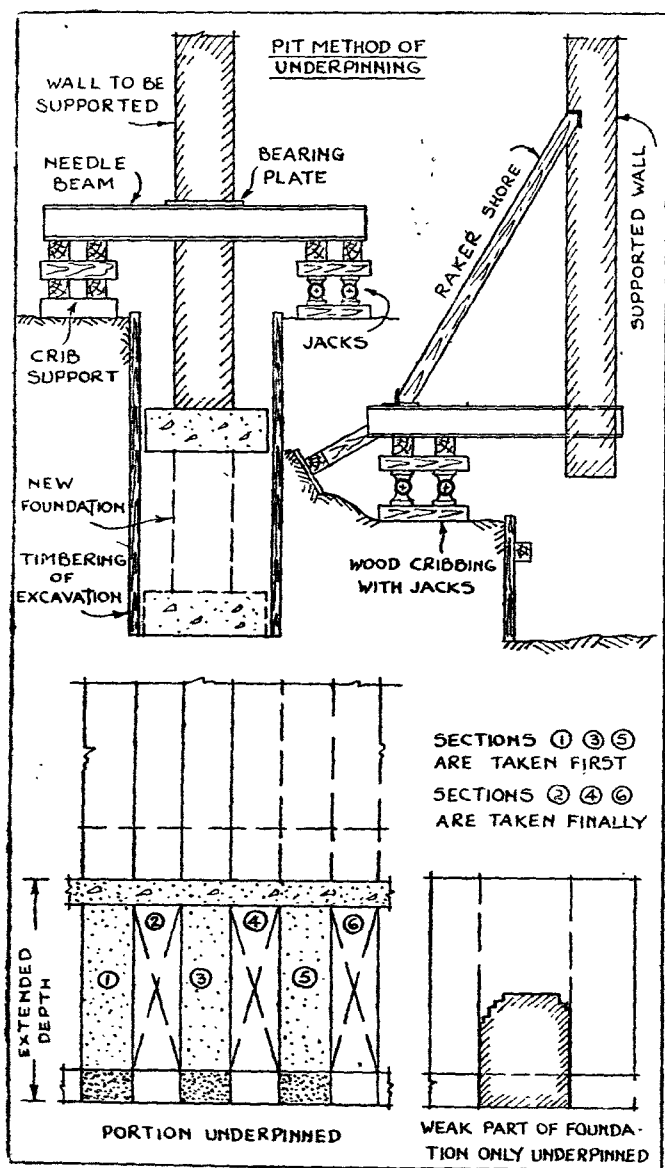 PIT METHOD OF
UNDERPINNING
WALL TO BE
SUPPORTED
NEEDLE
BEAM
BEARING
PLATE
RAKER SHORE
SUPPORTED WALL
CRIB
SUPPORT
JACKS
NEW
FOUNDATION
TIMBERING
OF
EXCAVATION
WOOD CRIBBING
WITH JACKS
SECTIONS ① ③ ⑤
ARE TAKEN FIRST
SECTIONS ② ④ ⑥
ARE TAKEN FINALLY
EXTENDED
DEPTH
① ② ③ ④ ⑤ ⑥
PORTION UNDERPINNED
WEAK PART OF FOUNDA-
TION ONLY UNDERPINNED